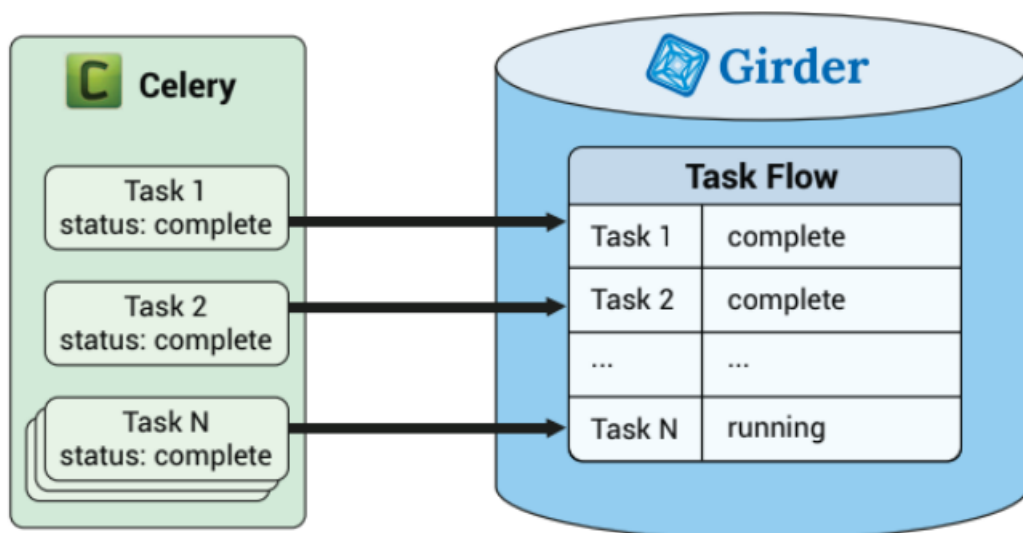 C Celery
Task 1
status: complete
Task 2
status: complete
Task N
status: complete
Girder
Task Flow
Task 1 complete
Task 2 complete
... ...
Task N running